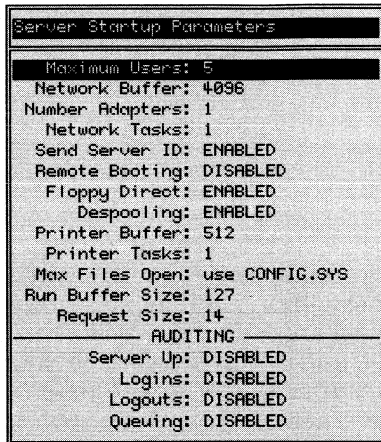 Server Startup Parameters
Maximum Users: 5
Network Buffer: 4096
Number Adapters: 1
Network Tasks: 1
Send Server ID: ENABLED
Remote Booting: DISABLED
Floppy Direct: ENABLED
Despooling: ENABLED
Printer Buffer: 512
Printer Tasks: 1
Max Files Open: use CONFIG.SYS
Run Buffer Size: 127
Request Size: 14
AUDITING
Server Up: DISABLED
Logins: DISABLED
Logouts: DISABLED
Queuing: DISABLED